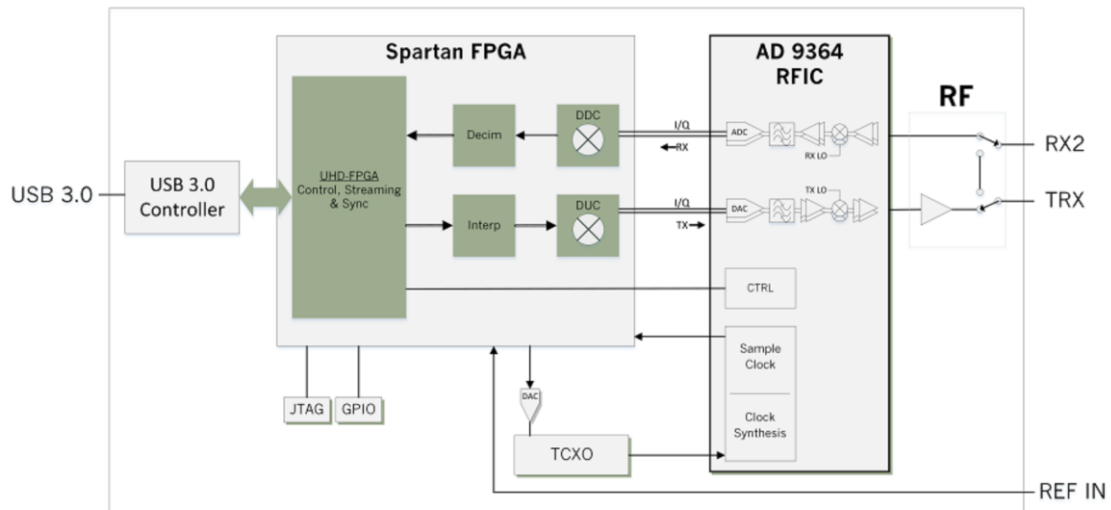 Spartan FPGA
AD 9364
RFIC
RF
DDC
Decim
I/Q
RX
ADC
RX LO
RX2
UHD-FPGA
Control, Streaming
& Sync
USB 3.0
USB 3.0
Controller
TX LO
TRX
DUC
Interp
I/Q
TX
DAC
CTRL
Sample
Clock
Clock
Synthesis
JTAG
GPIO
DAC
TCXO
REF IN